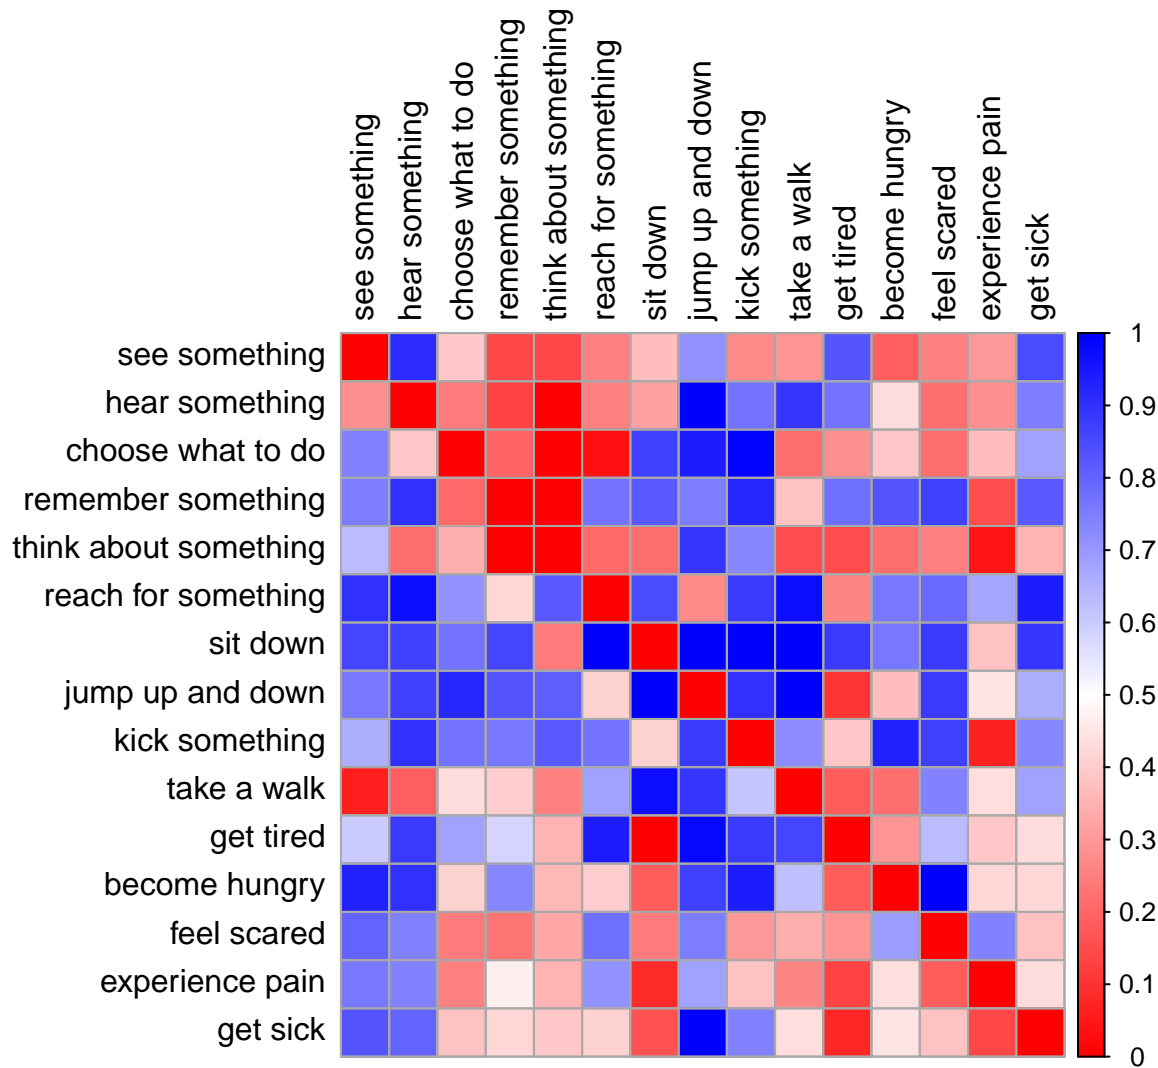 see something
hear something
choose what to do
remember something
think about something
reach for something
sit down
jump up and down
kick something
take a walk
get tired
become hungry
feel scared
experience pain
get sick
see something
hear something
choose what to do
remember something
think about something
reach for something
sit down
jump up and down
kick something
take a walk
get tired
become hungry
feel scared
experience pain
get sick
1
0.9
0.8
0.7
0.6
0.5
0.4
0.3
0.2
0.1
0